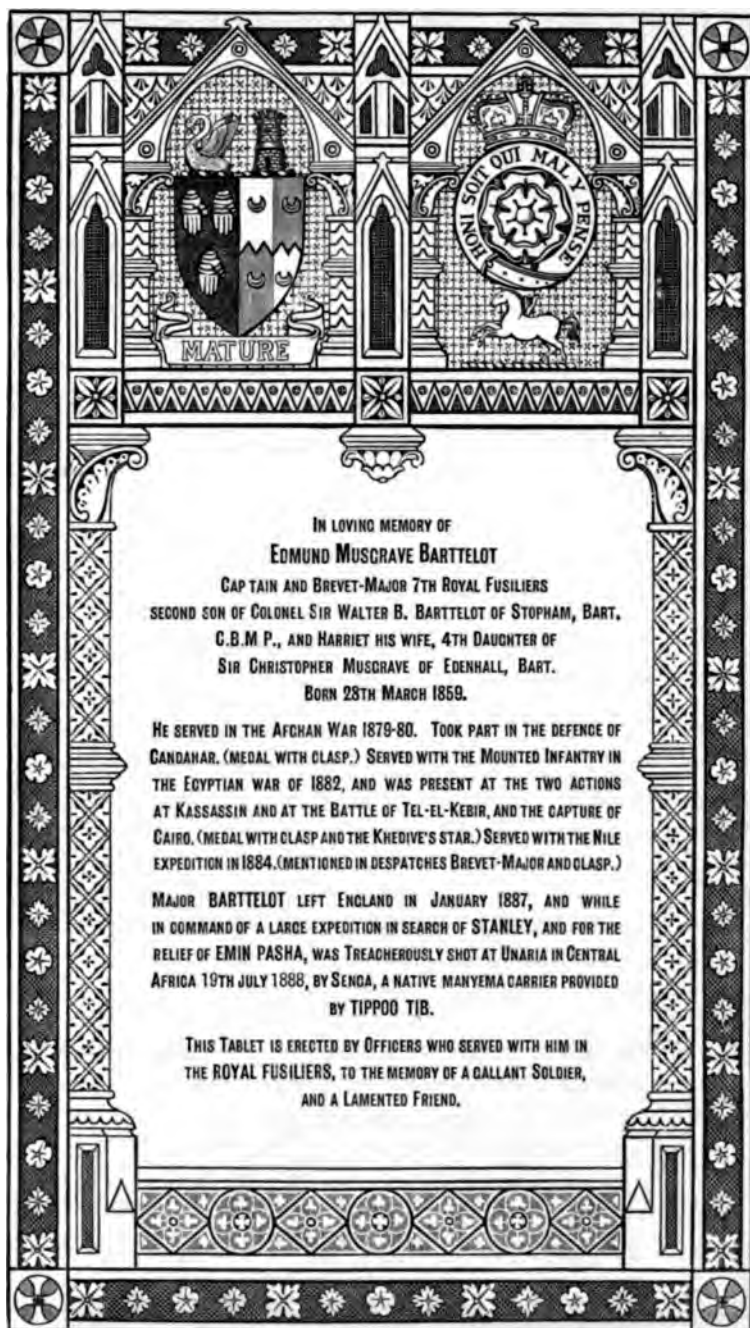 HONI SOIT QUI MAL Y PENSE
MATURE
IN LOVING MEMORY OF
EDMUND MUSGRAVE BARTTELOT
CAPTAIN AND BREVET-MAJOR 7TH ROYAL FUSILIERS
SECOND SON OF COLONEL SIR WALTER B. BARTTELOT OF STOPHAM, BART.
C.B.M P., AND HARRIET HIS WIFE, 4TH DAUGHTER OF
SIR CHRISTOPHER MUSGRAVE OF EDENHALL, BART.
BORN 28TH MARCH 1859.
HE SERVED IN THE AFGHAN WAR 1879-80. TOOK PART IN THE DEFENCE OF
CANDAHAR. (MEDAL WITH CLASP.) SERVED WITH THE MOUNTED INFANTRY IN
THE EGYPTIAN WAR OF 1882, AND WAS PRESENT AT THE TWO ACTIONS
AT KASSASSIN AND AT THE BATTLE OF TEL-EL-KEBIR, AND THE CAPTURE OF
CAIRO. (MEDAL WITH CLASP AND THE KHEDIVE'S STAR.) SERVED WITH THE NILE
EXPEDITION IN 1884. (MENTIONED IN DESPATCHES BREVET-MAJOR AND CLASP.)
MAJOR BARTTELOT LEFT ENGLAND IN JANUARY 1887, AND WHILE
IN COMMAND OF A LARGE EXPEDITION IN SEARCH OF STANLEY, AND FOR THE
RELIEF OF EMIN PASHA, WAS TREACHEROUSLY SHOT AT UNARIA IN CENTRAL
AFRICA 19TH JULY 1888, BY SENGA, A NATIVE MANYEMA CARRIER PROVIDED
BY TIPPOO TIB.
THIS TABLET IS ERECTED BY OFFICERS WHO SERVED WITH HIM IN
THE ROYAL FUSILIERS, TO THE MEMORY OF A GALLANT SOLDIER,
AND A LAMENTED FRIEND.